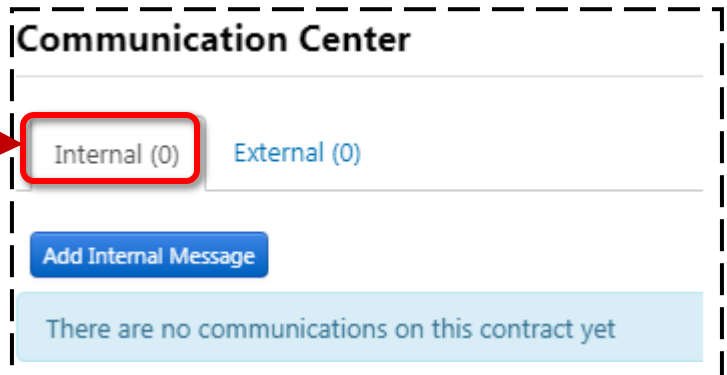 Communication Center
Internal (0) External (0)
Add Internal Message
There are no communications on this contract yet